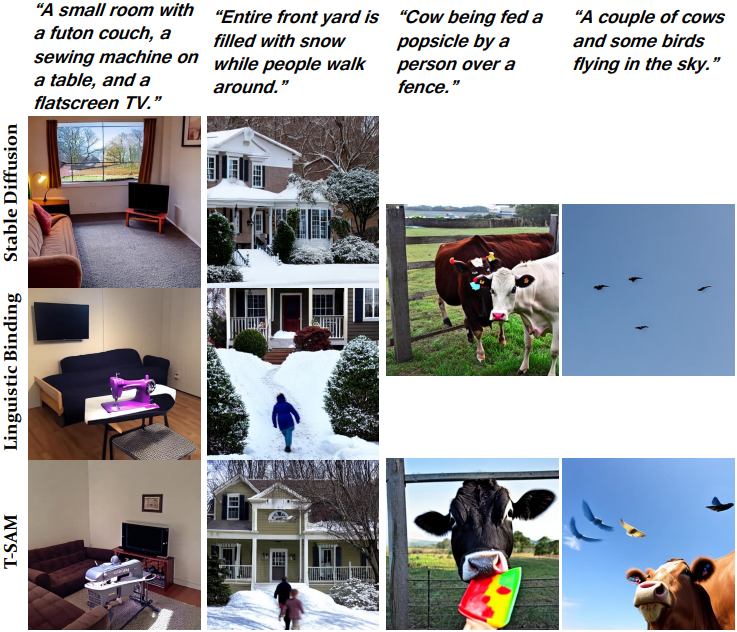 “A small room with
a futon couch, a
sewing machine on
a table, and a
flatscreen TV.”
“Entire front yard is
filled with snow
while people walk
around.”
“Cow being fed a
popsicle by a
person over a
fence.”
“A couple of cows
and some birds
flying in the sky.”
Stable Diffusion
Linguistic Binding
T-SAM